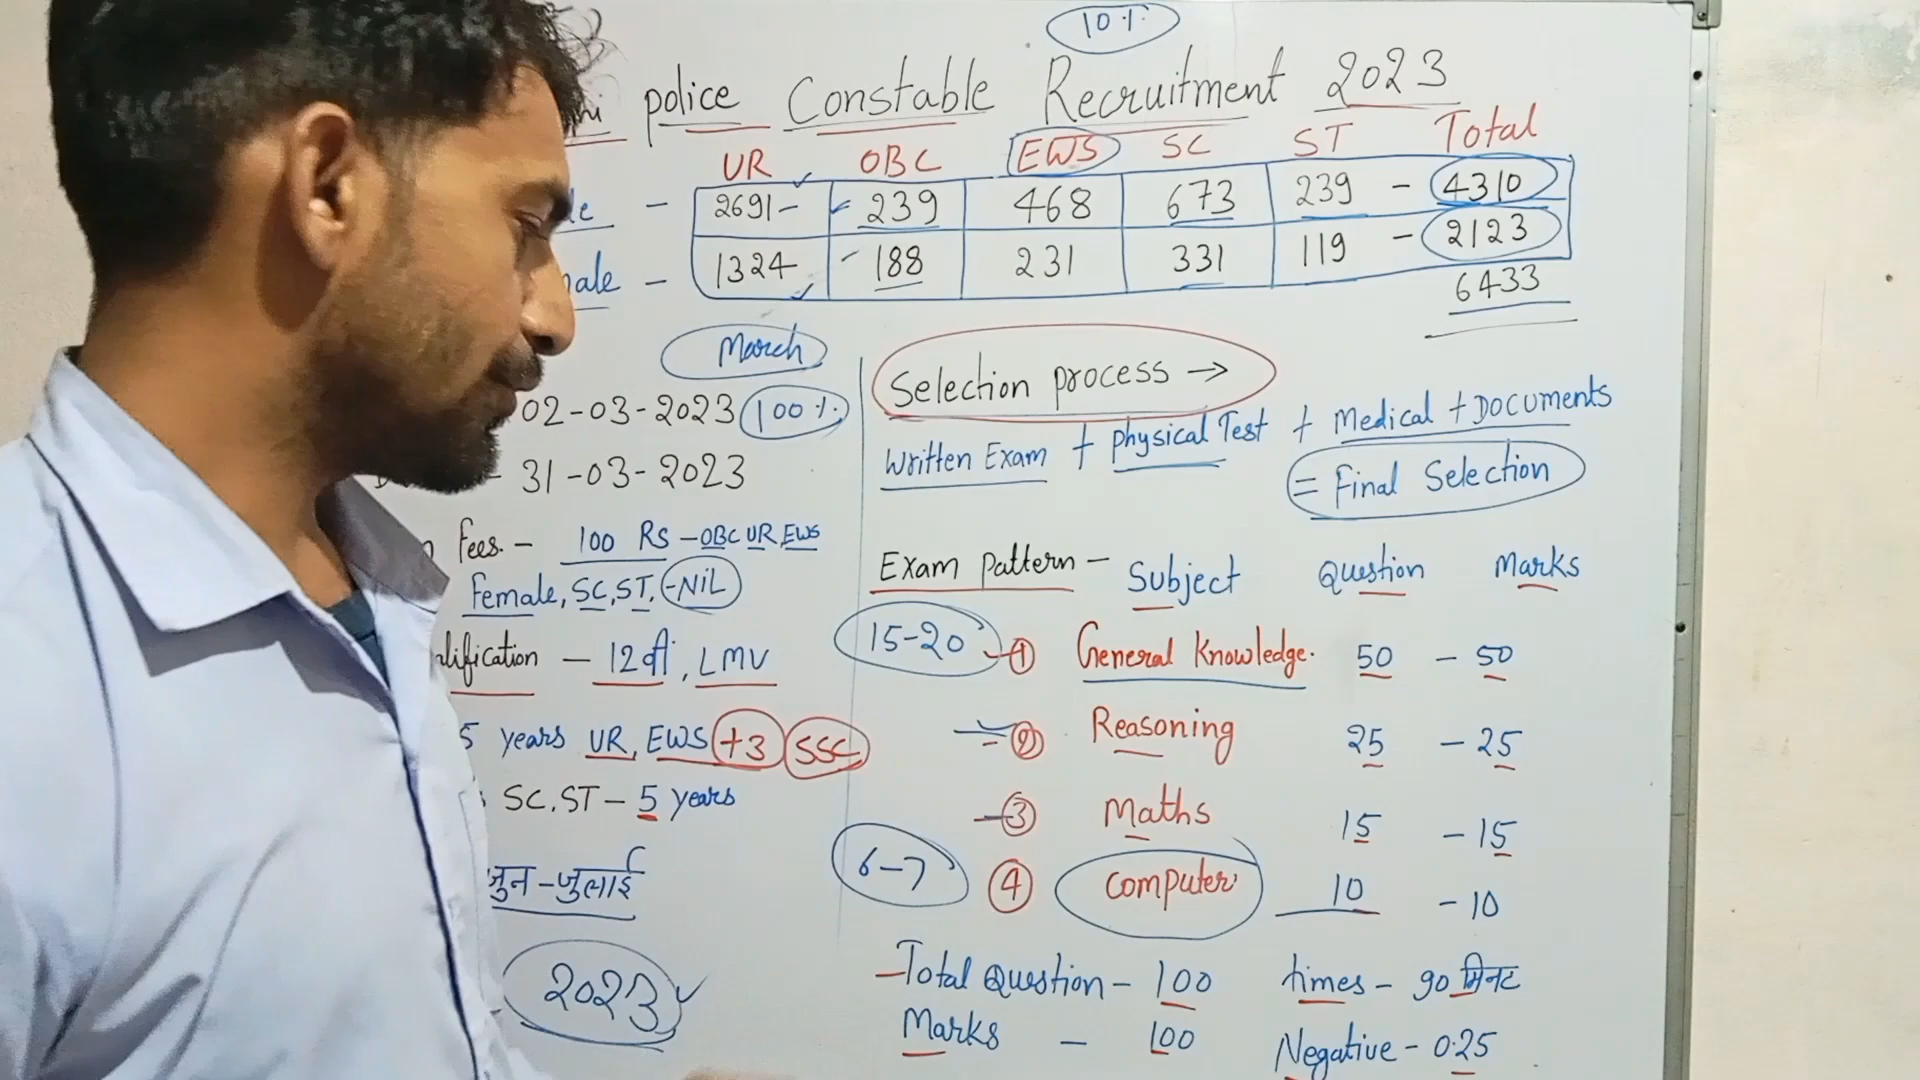 10%
police Constable Recruitment 2023
UR OBC EWS SC ST Total
- 2691 - 239 468 673 239 - 4310
ale - 1324 - 188 231 331 119 - 2123
6433
March
02-03-2023 100%
- 31-03-2023
Fees. - 100 Rs - OBC UR, EWS
Female, SC, ST, - NiL
alification - 12वीं, LMV
5 years UR, EWS +3 SSC
SC, ST - 5 years
जुन-जुलाई
2023
Selection process →
Written Exam + physical Test + Medical + Documents
= Final Selection
Exam pattern - Subject Question Marks
15-20 - 1 General Knowledge. 50 - 50
- 2 Reasoning 25 - 25
- 3 Maths 15 - 15
6-7 4 Computer 10 - 10
- Total Question - 100 times - 90 मिनट
Marks - 100 Negative - 0.25